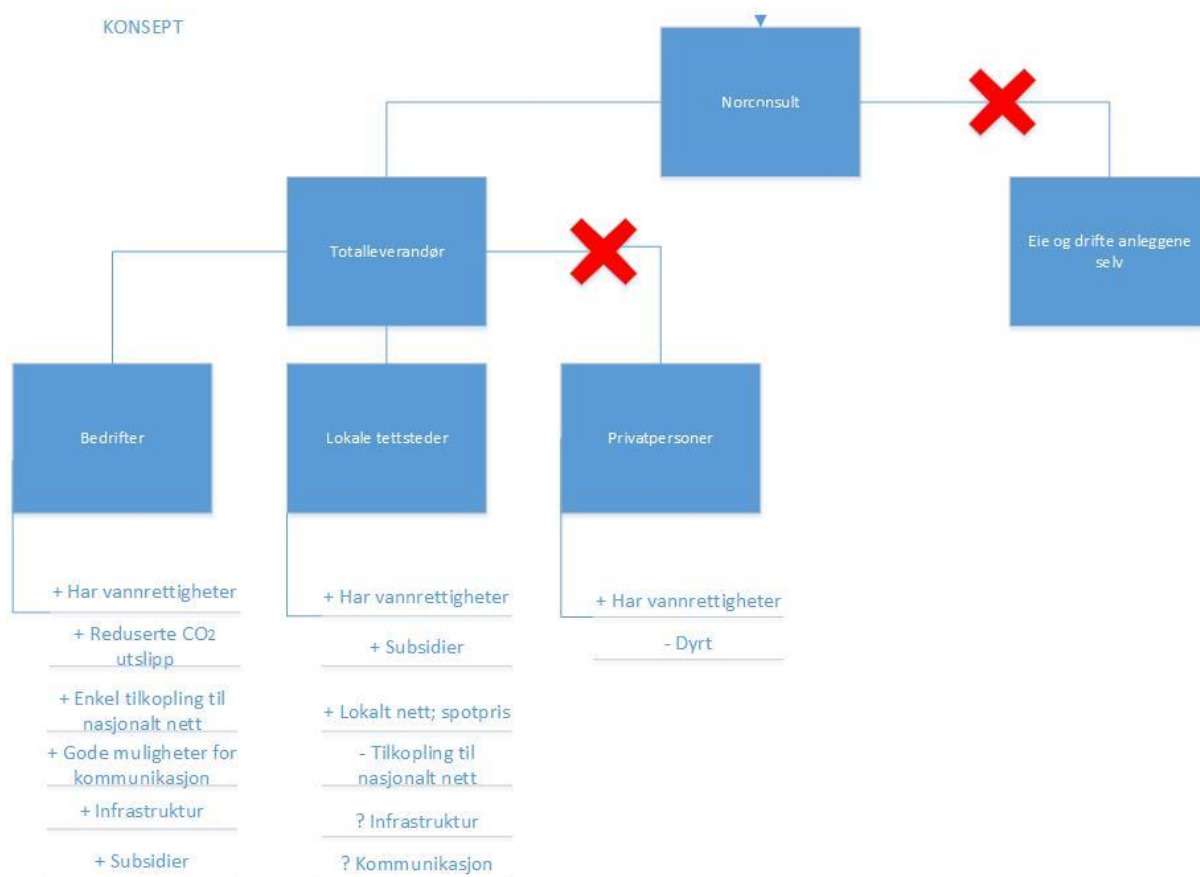 KONSEPT
Norconsult
Totalleverandør
Eie og drifte anleggene
selv
Bedrifter
Lokale tettsteder
Privatpersoner
+ Har vannrettigheter
+ Reduserte CO2
utslipp
+ Enkel tilkopling til
nasjonalt nett
+ Gode muligheter for
kommunikasjon
+ Infrastruktur
+ Subsidier
+ Har vannrettigheter
+ Subsidier
+ Lokalt nett; spotpris
- Tilkopling til
nasjonalt nett
? Infrastruktur
? Kommunikasjon
+ Har vannrettigheter
- Dyrt